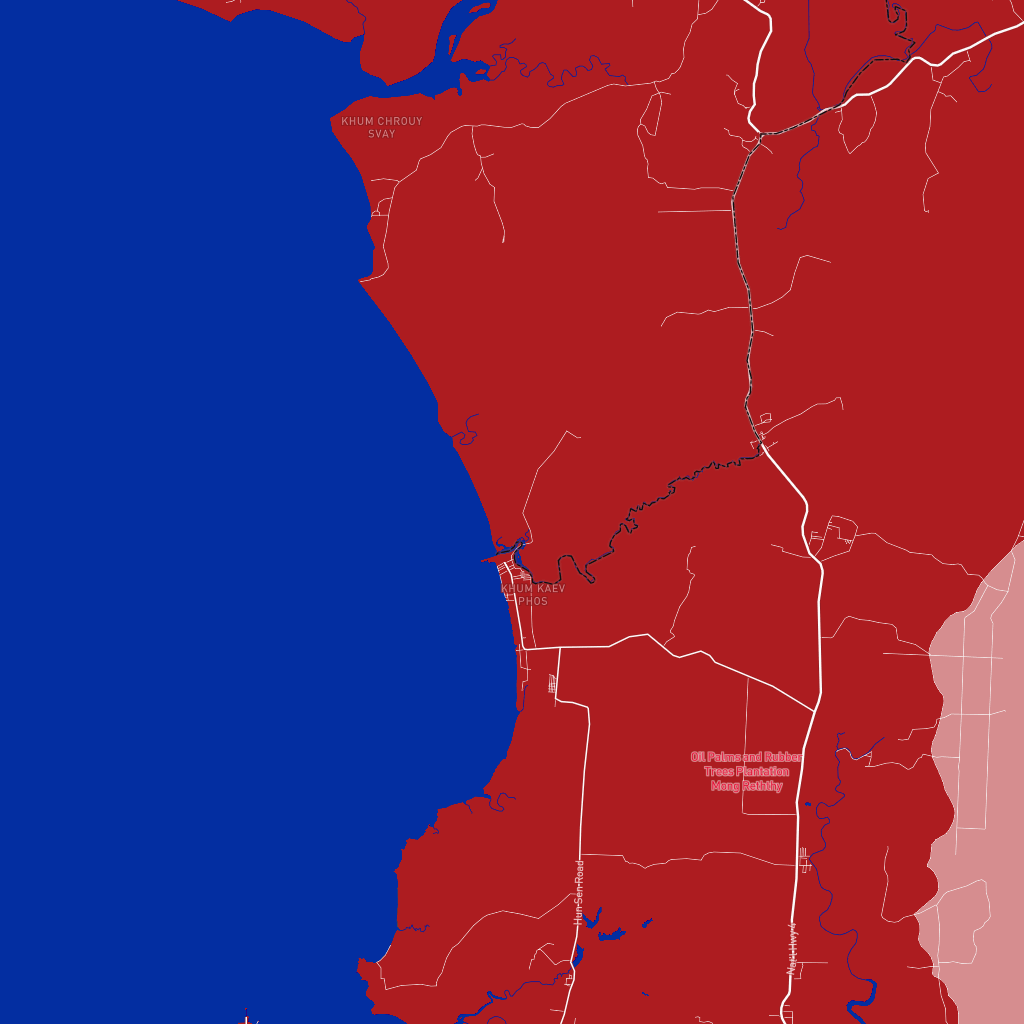 KHUM CHROUY
SVAY
KHUM KAEV
PHOS
Oil Palms and Rubber
Trees Plantation
Mong Reththy
Hun Sen Road
Nat'l Hwy 4